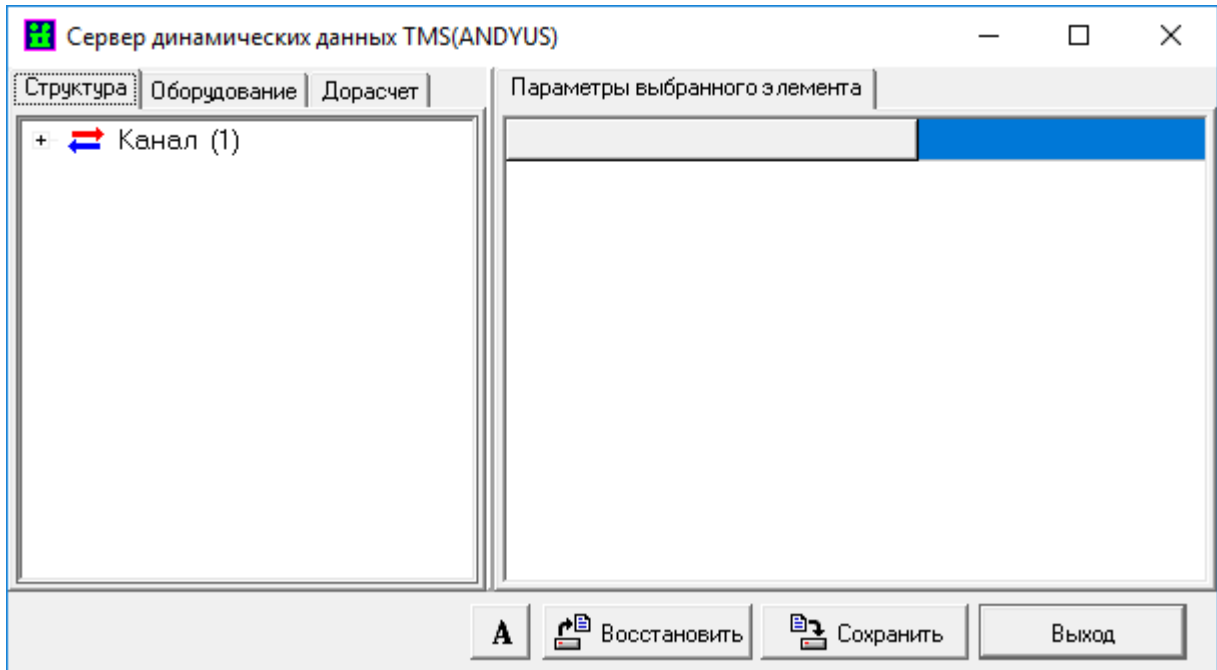 Сервер динамических данных TMS(ANDYUS)
Структура Оборудование Дорасчет Параметры выбранного элемента
Канал (1)
A Восстановить Сохранить Выход